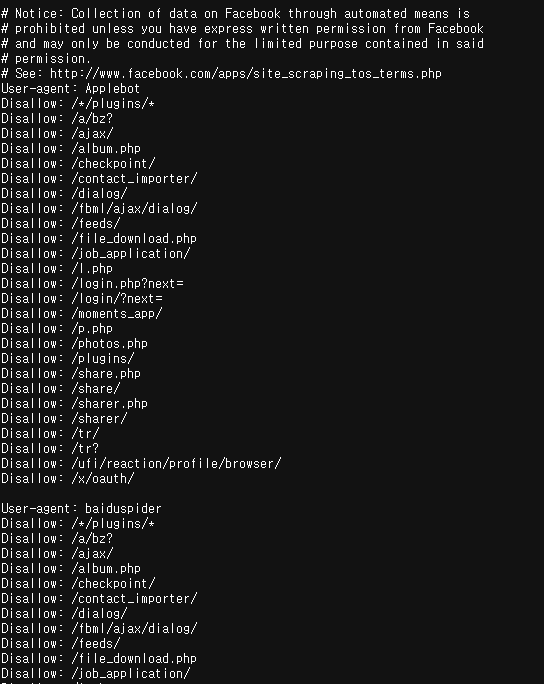 # Notice: Collection of data on Facebook through automated means is
# prohibited unless you have express written permission from Facebook
# and may only be conducted for the limited purpose contained in said
# permission.
# See: http://www.facebook.com/apps/site_scraping_tos_terms.php
User-agent: Applebot
Disallow: /*/plugins/*
Disallow: /a/bz?
Disallow: /ajax/
Disallow: /album.php
Disallow: /checkpoint/
Disallow: /contact_importer/
Disallow: /dialog/
Disallow: /fbml/ajax/dialog/
Disallow: /feeds/
Disallow: /file_download.php
Disallow: /job_application/
Disallow: /l.php
Disallow: /login.php?next=
Disallow: /login/?next=
Disallow: /moments_app/
Disallow: /p.php
Disallow: /photos.php
Disallow: /plugins/
Disallow: /share.php
Disallow: /share/
Disallow: /sharer.php
Disallow: /sharer/
Disallow: /tr/
Disallow: /tr?
Disallow: /ufi/reaction/profile/browser/
Disallow: /x/oauth/

User-agent: baiduspider
Disallow: /*/plugins/*
Disallow: /a/bz?
Disallow: /ajax/
Disallow: /album.php
Disallow: /checkpoint/
Disallow: /contact_importer/
Disallow: /dialog/
Disallow: /fbml/ajax/dialog/
Disallow: /feeds/
Disallow: /file_download.php
Disallow: /job_application/